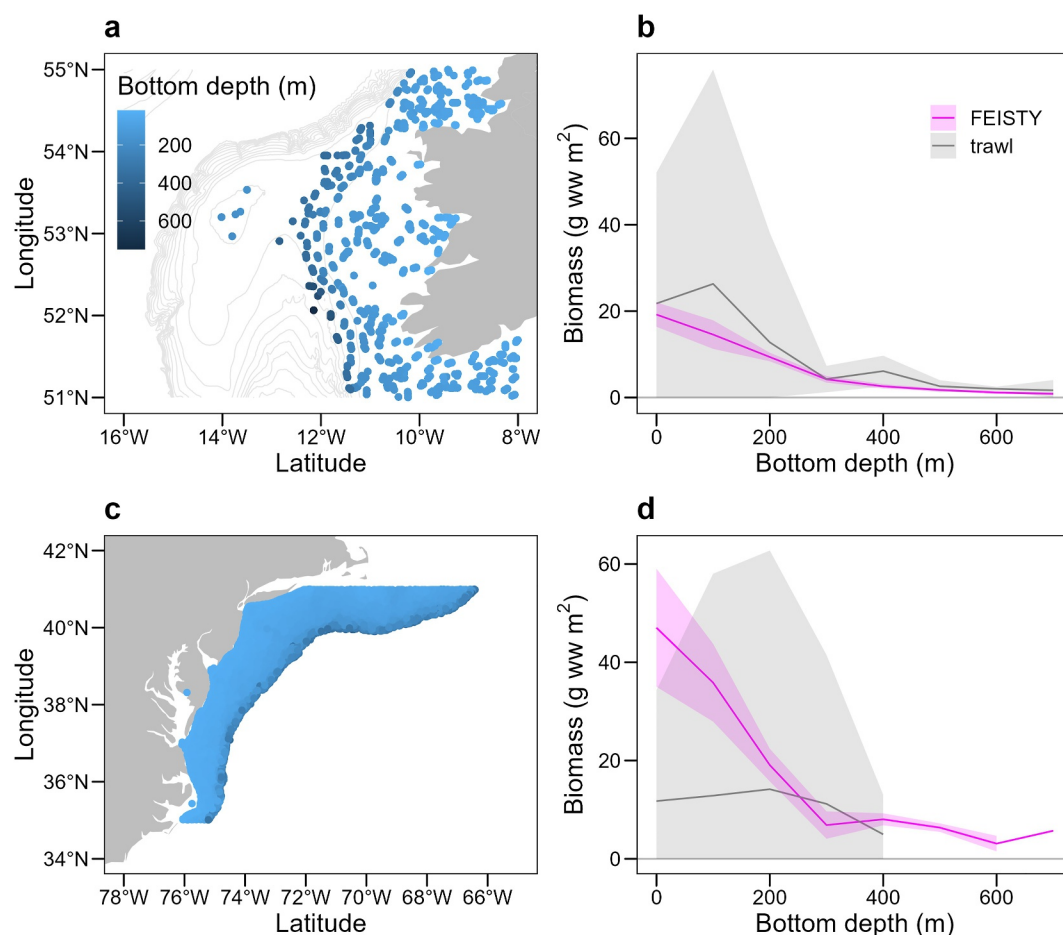 a
Bottom depth (m)
200
400
600
55°N
54°N
53°N
52°N
51°N
Longitude
16°W 14°W 12°W 10°W 8°W
Latitude
b
FEISTY
trawl
60
40
20
0
Biomass (g ww m²)
0 200 400 600
Bottom depth (m)
c
42°N
40°N
38°N
36°N
34°N
Longitude
78°W 76°W 74°W 72°W 70°W 68°W 66°W
Latitude
d
60
40
20
0
Biomass (g ww m²)
0 200 400 600
Bottom depth (m)